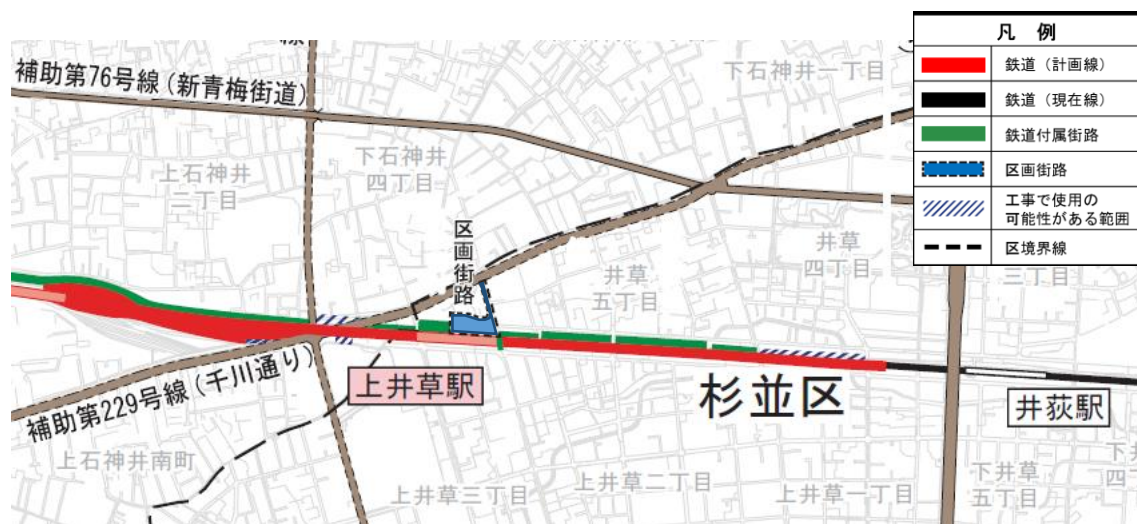 凡 例
鉄道（計画線）
鉄道（現在線）
鉄道付属街路
区画街路
工事で使用の
可能性がある範囲
区境界線
線
補助第76号線（新青梅街道）
下石神井一丁目
上石神井
二丁目
下石神井
四丁目
区画街路
井草
五丁目
井草
四丁目
三丁目
上井草駅
杉並区
井荻駅
補助第229号線（千川通り）
上石神井南町
上井草三丁目
上井草二丁目
上井草一丁目
下井草
五丁目
下井
四丁